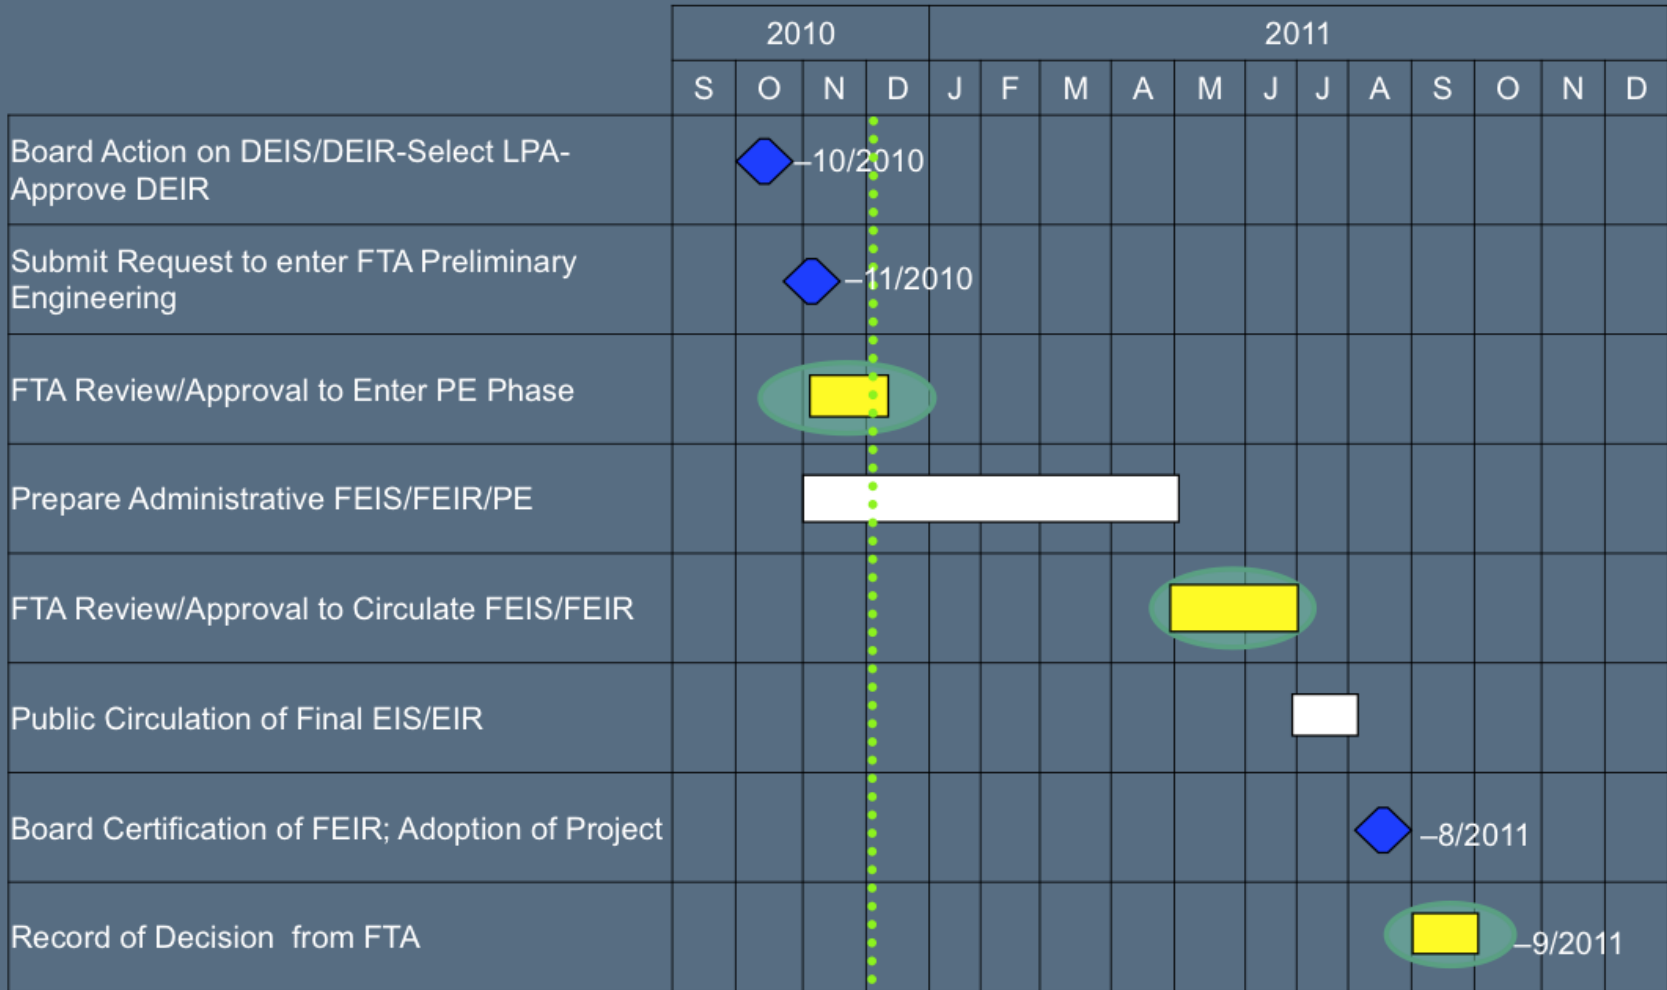 2010 2011
S O N D J F M A M J J A S O N D
Board Action on DEIS/DEIR-Select LPA-
Approve DEIR
–10/2010
Submit Request to enter FTA Preliminary
Engineering
–11/2010
FTA Review/Approval to Enter PE Phase
Prepare Administrative FEIS/FEIR/PE
FTA Review/Approval to Circulate FEIS/FEIR
Public Circulation of Final EIS/EIR
Board Certification of FEIR; Adoption of Project
–8/2011
Record of Decision from FTA
–9/2011